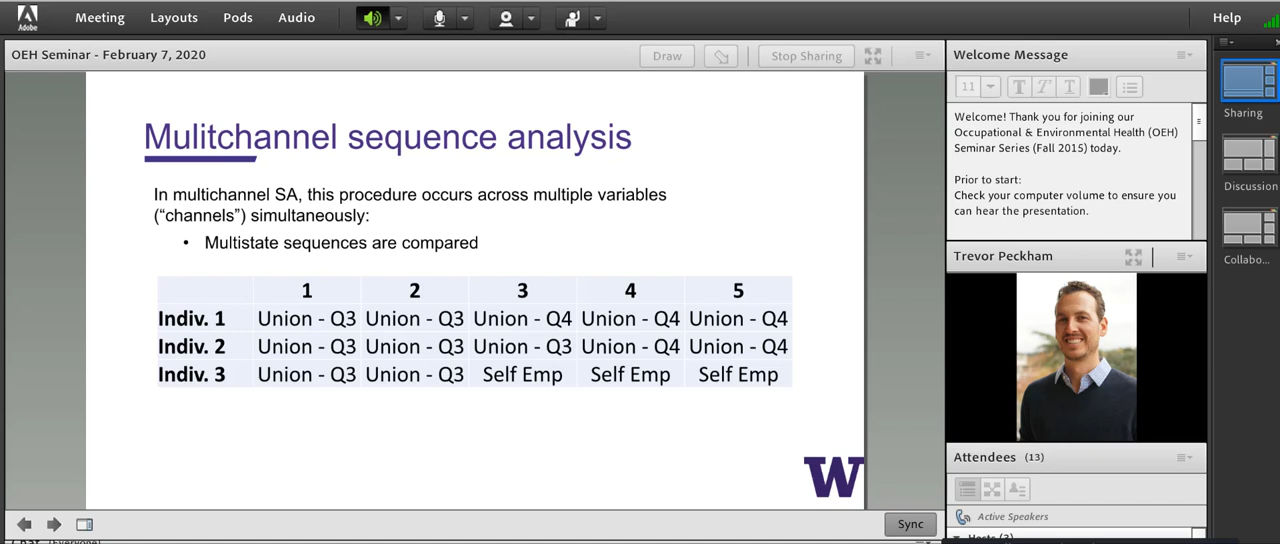 Adobe
Meeting
Layouts
Pods
Audio
Help
OEH Seminar - February 7, 2020
Draw
Stop Sharing
Mulitchannel sequence analysis
In multichannel SA, this procedure occurs across multiple variables
(“channels”) simultaneously:
• Multistate sequences are compared
1 2 3 4 5
Indiv. 1 Union - Q3 Union - Q3 Union - Q4 Union - Q4 Union - Q4
Indiv. 2 Union - Q3 Union - Q3 Union - Q3 Union - Q4 Union - Q4
Indiv. 3 Union - Q3 Union - Q3 Self Emp Self Emp Self Emp
W
Sync
Welcome Message
11 T T T
Welcome! Thank you for joining our
Occupational & Environmental Health (OEH)
Seminar Series (Fall 2015) today.
Prior to start:
Check your computer volume to ensure you
can hear the presentation.
Trevor Peckham
Attendees (13)
Active Speakers
Hosts (3)
Sharing
Discussion
Collabo...